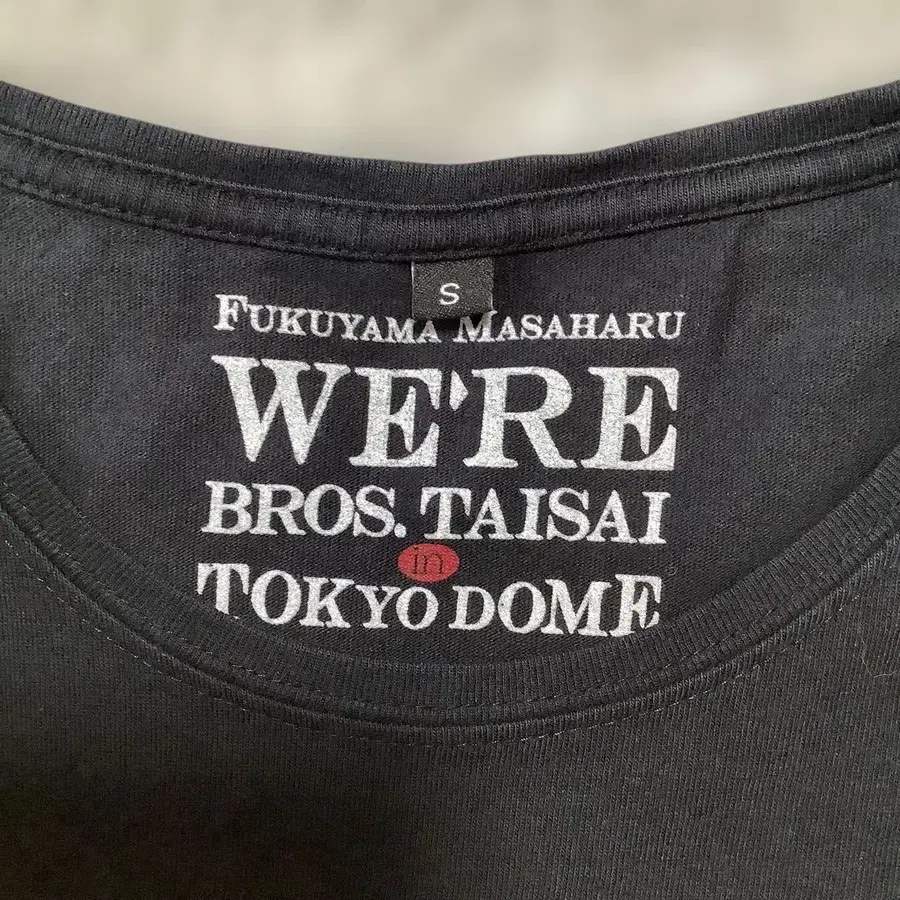 S
FUKUYAMA MASAHARU
WE'RE
BROS. TAISAI
in
TOKYO DOME